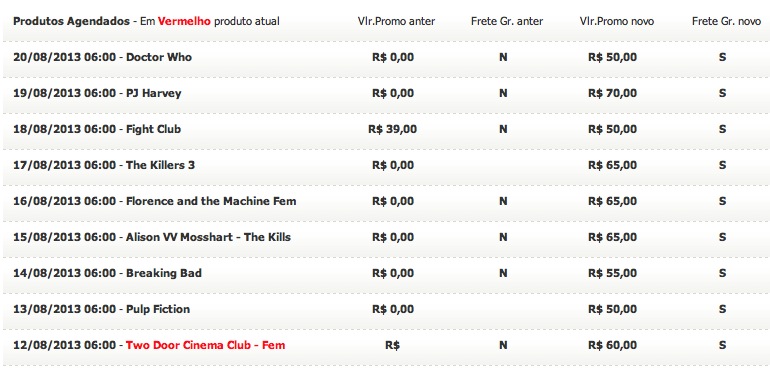 Produtos Agendados - Em Vermelho produto atual Vlr.Promo anter Frete Gr. anter Vlr.Promo novo Frete Gr. novo
20/08/2013 06:00 - Doctor Who R$ 0,00 N R$ 50,00 S
19/08/2013 06:00 - PJ Harvey R$ 0,00 N R$ 70,00 S
18/08/2013 06:00 - Fight Club R$ 39,00 N R$ 50,00 S
17/08/2013 06:00 - The Killers 3 R$ 0,00 R$ 65,00 S
16/08/2013 06:00 - Florence and the Machine Fem R$ 0,00 N R$ 65,00 S
15/08/2013 06:00 - Alison VV Mosshart - The Kills R$ 0,00 N R$ 65,00 S
14/08/2013 06:00 - Breaking Bad R$ 0,00 N R$ 55,00 S
13/08/2013 06:00 - Pulp Fiction R$ 0,00 R$ 50,00 S
12/08/2013 06:00 - Two Door Cinema Club - Fem R$ N R$ 60,00 S